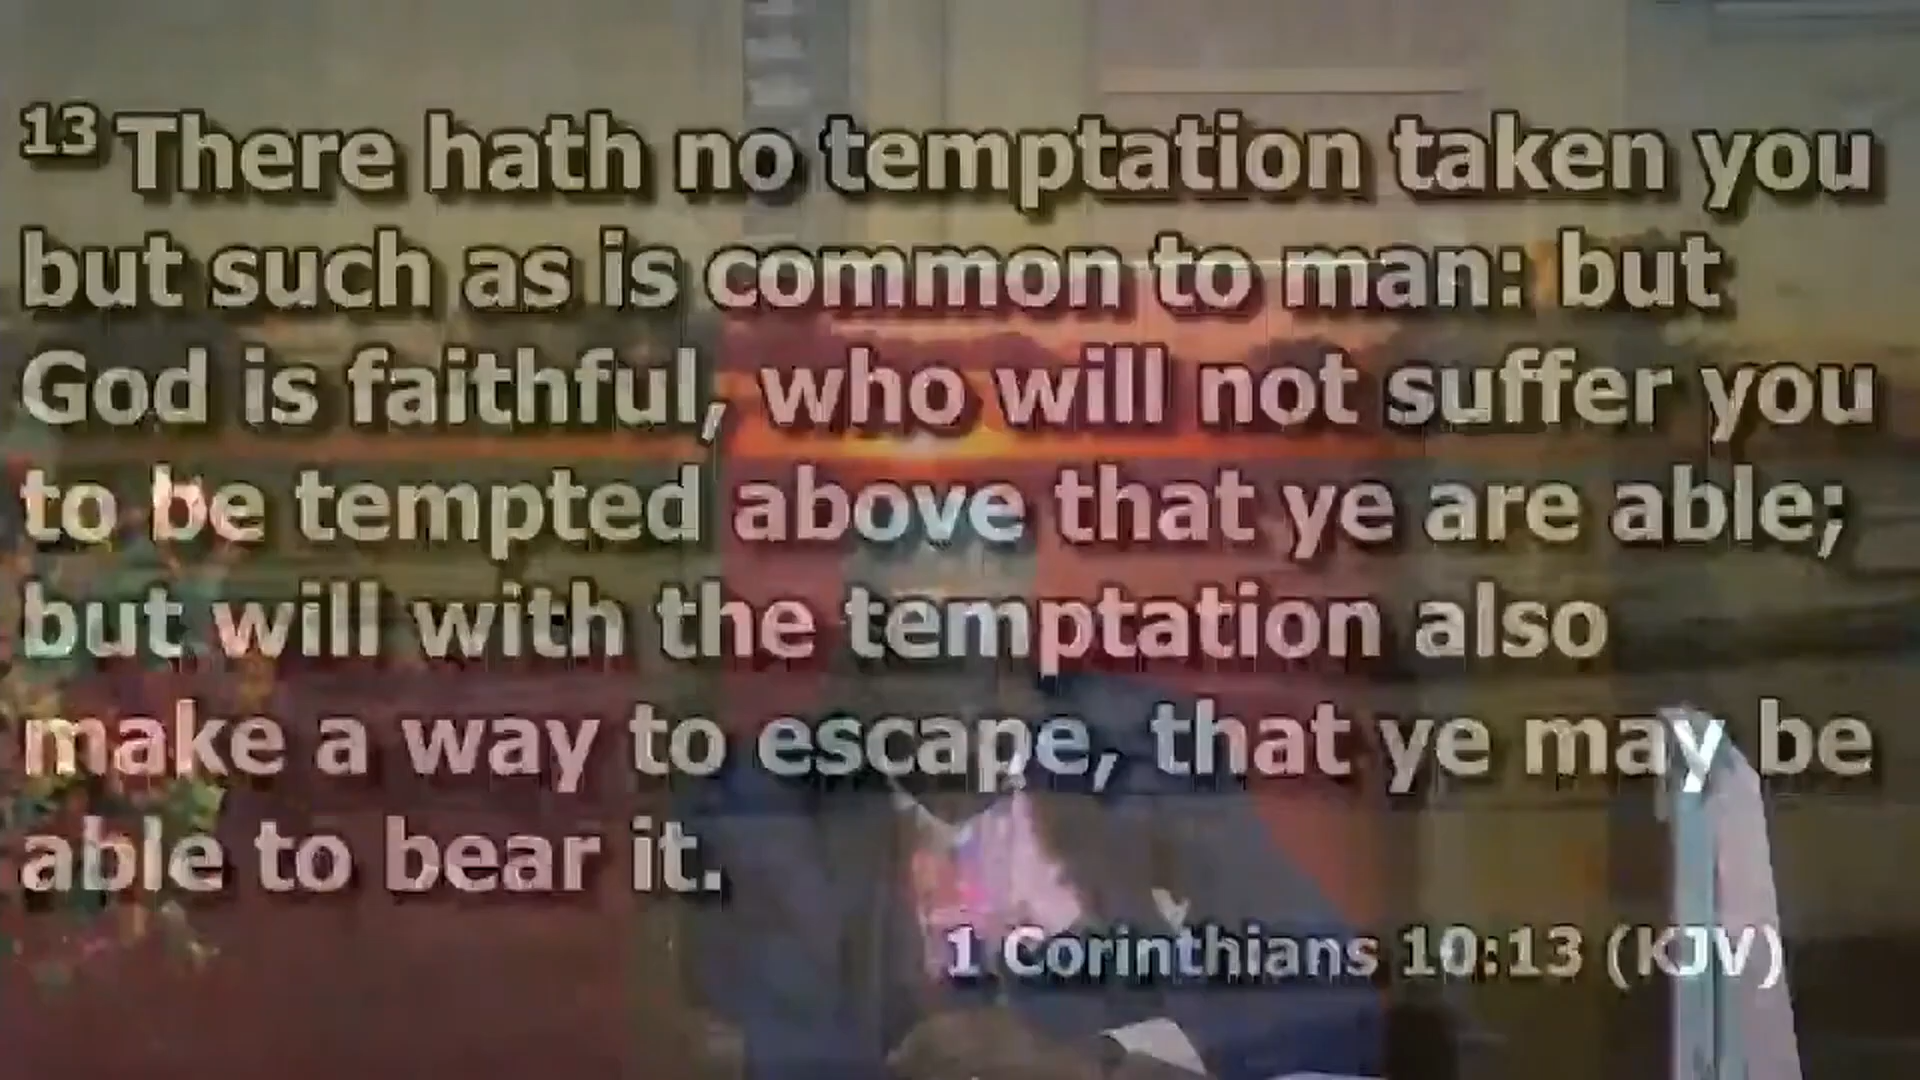 13 There hath no temptation taken you
but such as is common to man: but
God is faithful, who will not suffer you
to be tempted above that ye are able;
but will with the temptation also
make a way to escape, that ye may be
able to bear it.
1 Corinthians 10:13 (KJV)